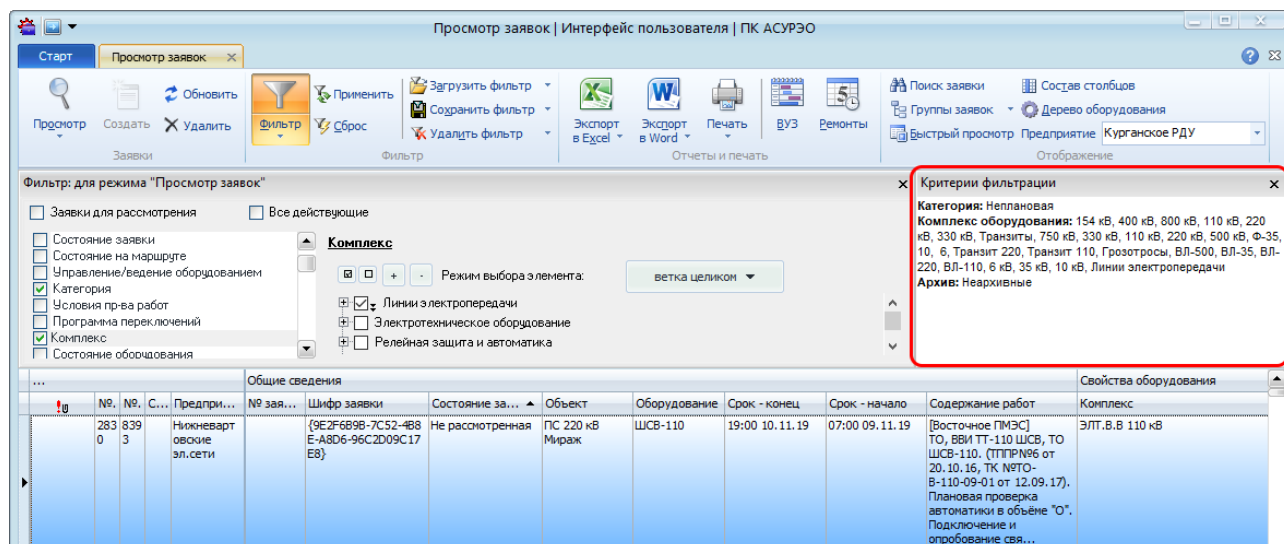 Просмотр заявок | Интерфейс пользователя | ПК АСУРЭО
Старт
Просмотр заявок
Просмотр
Создать
Обновить
Удалить
Заявки
Фильтр
Применить
Сброс
Загрузить фильтр
Сохранить фильтр
Удалить фильтр
Фильтр
Экспорт
в Excel
Экспорт
в Word
Печать
ВУЗ
5
Ремонты
Отчеты и печать
Поиск заявки
Группы заявок
Быстрый просмотр
Состав столбцов
Дерево оборудования
Предприятие Курганское РДУ
Отображение
Фильтр: для режима "Просмотр заявок"
Заявки для рассмотрения
Все действующие
Состояние заявки
Состояние на маршруте
Управление/ведение оборудованием
Категория
Условия пр-ва работ
Программа переключений
Комплекс
Состояние оборудования
Комплекс
Режим выбора элемента:
ветка целиком
Линии электропередачи
Электротехническое оборудование
Релейная защита и автоматика
Критерии фильтрации
Категория: Неплановая
Комплекс оборудования: 154 кВ, 400 кВ, 800 кВ, 110 кВ, 220
кВ, 330 кВ, Транзиты, 750 кВ, 330 кВ, 110 кВ, 220 кВ, 500 кВ, Ф-35,
10, 6, Транзит 220, Транзит 110, Грозотросы, ВЛ-500, ВЛ-35, ВЛ-
220, ВЛ-110, 6 кВ, 35 кВ, 10 кВ, Линии электропередачи
Архив: Неархивные
...
Общие сведения
Свойства оборудования
№.
№.
С...
Предпри...
№ зая...
Шифр заявки
Состояние за...
Объект
Оборудование
Срок - конец
Срок - начало
Содержание работ
Комплекс
283
0
839
3
Нижневарт
овские
эл.сети
{9E2F6B9B-7C52-4B8
E-A8D6-96C2D09C17
E8}
Не рассмотренная
ПС 220 кВ
Мираж
ШСВ-110
19:00 10.11.19
07:00 09.11.19
[Восточное ПМЭС]
ТО, ВВИ ТТ-110 ШСВ, ТО
ШСВ-110. (ТППР№6 от
20.10.16, ТК №ТО-
В-110-09-01 от 12.09.17).
Плановая проверка
автоматики в объёме "О".
Подключение и
опробование свя...
ЭЛТ.В.В 110 кВ